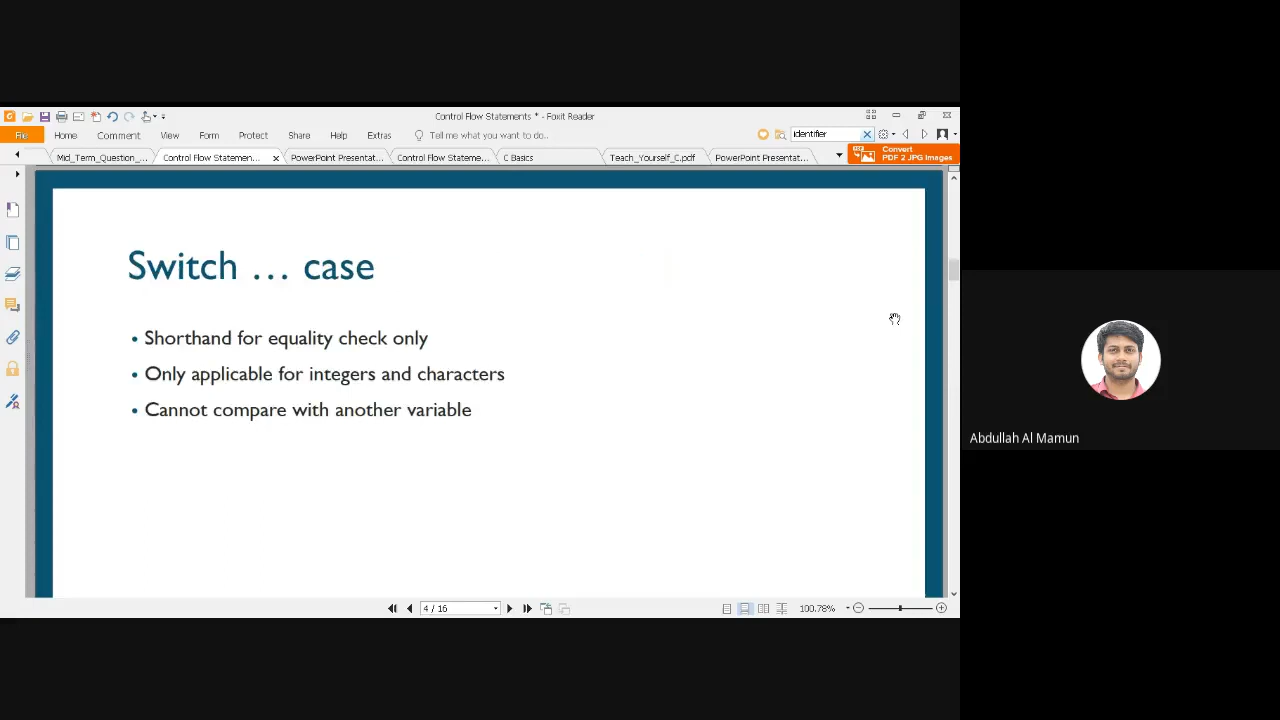 Control Flow Statements * - Foxit Reader
File Home Comment View Form Protect Share Help Extras Tell me what you want to do.. identifier
Mid_Term_Question_... Control Flow Statemen... PowerPoint Presentat... Control Flow Stateme... C Basics Teach_Yourself_C.pdf PowerPoint Presentat...
Convert
PDF 2 JPG Images
Switch ... case
• Shorthand for equality check only
• Only applicable for integers and characters
• Cannot compare with another variable
Abdullah Al Mamun
4 / 16 100.78%